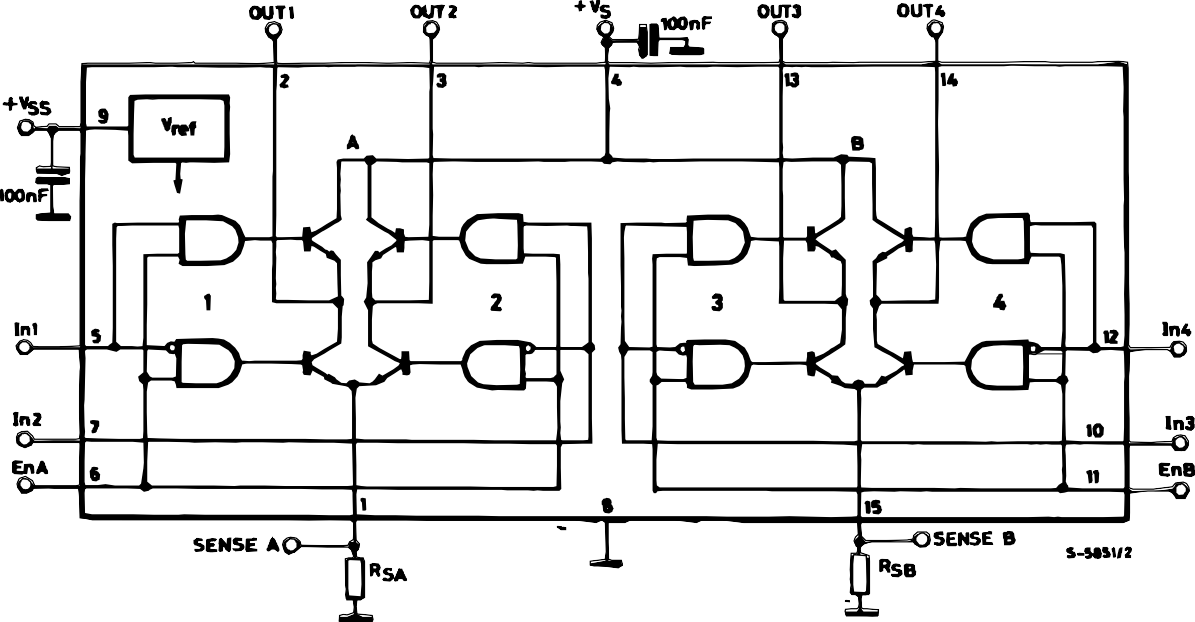 OUT1
OUT2
+VS
100nF
OUT3
OUT4
2
3
4
13
14
+VSS
9
Vref
100nF
A
B
1
2
3
4
In1
5
12
In4
In2
7
10
In3
EnA
6
11
EnB
1
8
15
SENSE A
SENSE B
S-5851/2
RSA
RSB